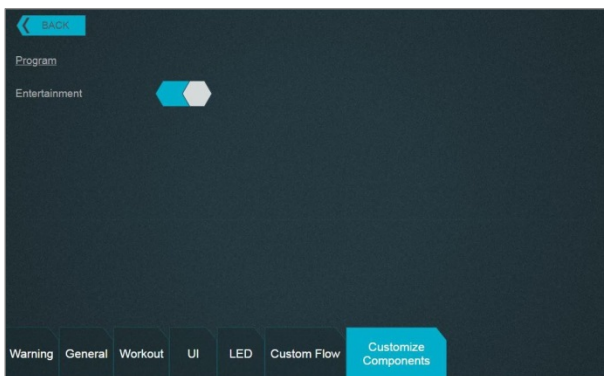 BACK
Program
Entertainment
Warning General Workout UI LED Custom Flow Customize
Components